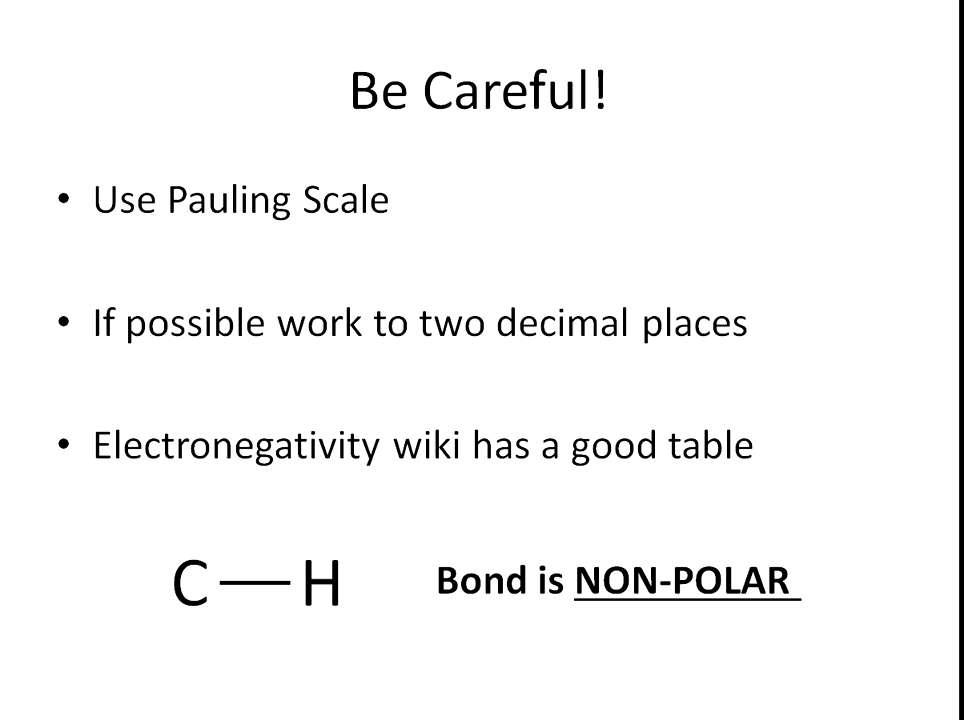 Be Careful!
• Use Pauling Scale
• If possible work to two decimal places
• Electronegativity wiki has a good table
C — H Bond is NON-POLAR